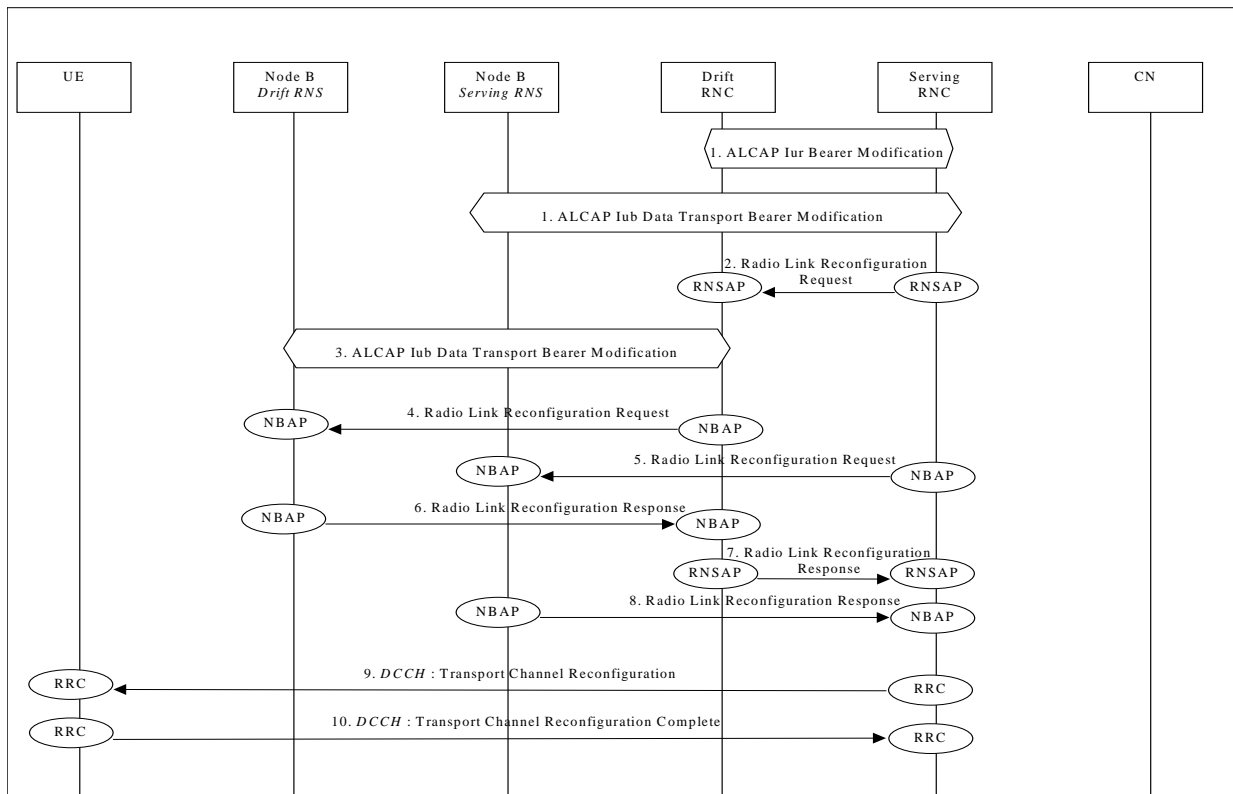 UE
Node B
Drift RNS
Node B
Serving RNS
Drift
RNC
Serving
RNC
CN
1. ALCAP Iur Bearer Modification
1. ALCAP Iub Data Transport Bearer Modification
2. Radio Link Reconfiguration
Request
RNSAP
RNSAP
3. ALCAP Iub Data Transport Bearer Modification
4. Radio Link Reconfiguration Request
NBAP
NBAP
5. Radio Link Reconfiguration Request
NBAP
NBAP
6. Radio Link Reconfiguration Response
NBAP
NBAP
7. Radio Link Reconfiguration
Response
RNSAP
RNSAP
8. Radio Link Reconfiguration Response
NBAP
NBAP
9. DCCH : Transport Channel Reconfiguration
RRC
RRC
10. DCCH : Transport Channel Reconfiguration Complete
RRC
RRC